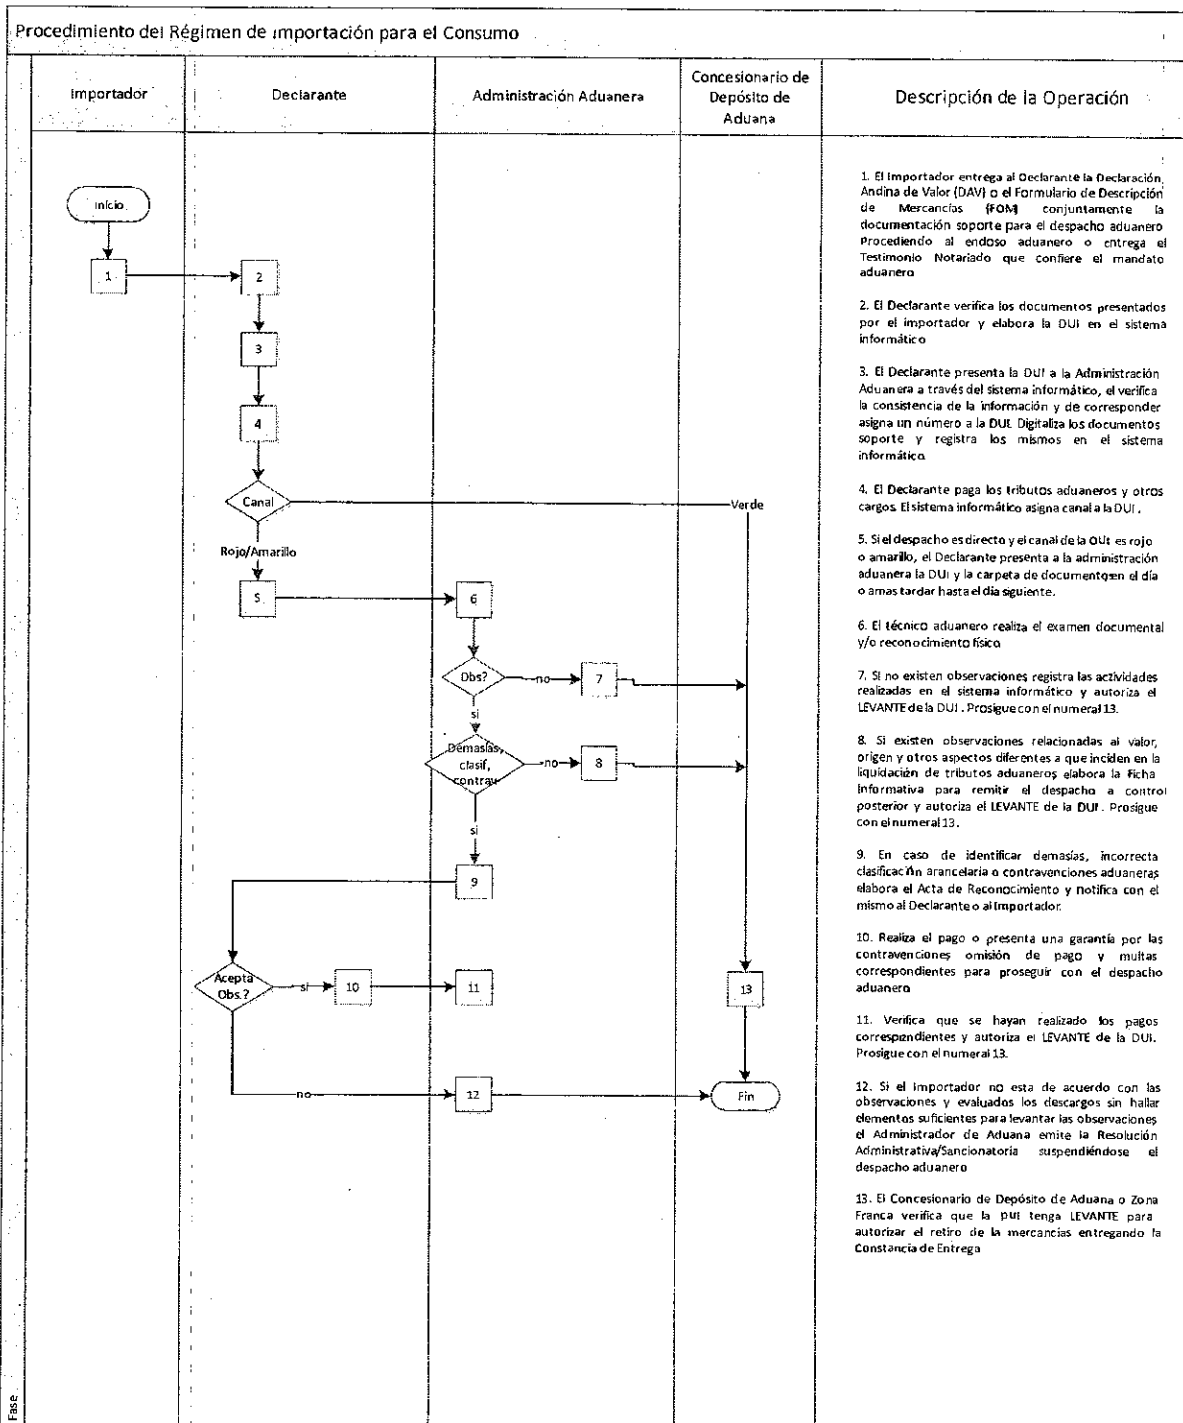 Procedimiento del Régimen de importación para el Consumo
Importador
Declarante
Administración Aduanera
Concesionario de
Depósito de
Aduana
Descripción de la Operación
Inicio
1
2
3
4
Canal
Verde
Rojo/Amarillo
5
6
Obs?
no
7
si
Demasías,
clasif,
contrav
no
8
si
9
Acepta
Obs.?
si
10
11
13
no
12
Fin
Fase
1. El Importador entrega al Declarante la Declaración
Andina de Valor (DAV) o el Formulario de Descripción
de Mercancías (FOM) conjuntamente la
documentación soporte para el despacho aduanero
Procediendo al endoso aduanero o entrega el
Testimonio Notariado que confiere el mandato
aduanero
2. El Declarante verifica los documentos presentados
por el importador y elabora la DUI en el sistema
informático
3. El Declarante presenta la DUI a la Administración
Aduanera a través del sistema informático, el verifica
la consistencia de la información y de corresponder
asigna un número a la DUI. Digitaliza los documentos
soporte y registra los mismos en el sistema
informático
4. El Declarante paga los tributos aduaneros y otros
cargos. El sistema informático asigna canal a la DUI.
5. Si el despacho es directo y el canal de la DUI es rojo
o amarillo, el Declarante presenta a la administración
aduanera la DUI y la carpeta de documentos en el día
o a mas tardar hasta el día siguiente.
6. El técnico aduanero realiza el examen documental
y/o reconocimiento físico
7. Si no existen observaciones registra las actividades
realizadas en el sistema informático y autoriza el
LEVANTE de la DUI. Prosigue con el numeral 13.
8. Si existen observaciones relacionadas al valor,
origen y otros aspectos diferentes a que inciden en la
liquidación de tributos aduaneros elabora la Ficha
Informativa para remitir el despacho a control
posterior y autoriza el LEVANTE de la DUI. Prosigue
con el numeral 13.
9. En caso de identificar demasías, incorrecta
clasificación arancelaria o contravenciones aduaneras
elabora el Acta de Reconocimiento y notifica con el
mismo al Declarante o al Importador.
10. Realiza el pago o presenta una garantía por las
contravenciones omisión de pago y multas
correspondientes para proseguir con el despacho
aduanero
11. Verifica que se hayan realizado los pagos
correspondientes y autoriza el LEVANTE de la DUI.
Prosigue con el numeral 13.
12. Si el Importador no esta de acuerdo con las
observaciones y evaluados los descargos sin hallar
elementos suficientes para levantar las observaciones
el Administrador de Aduana emite la Resolución
Administrativa/Sancionatoria suspendiéndose el
despacho aduanero
13. El Concesionario de Depósito de Aduana o Zona
Franca verifica que la DUI tenga LEVANTE para
autorizar el retiro de la mercancias entregando la
Constancia de Entrega